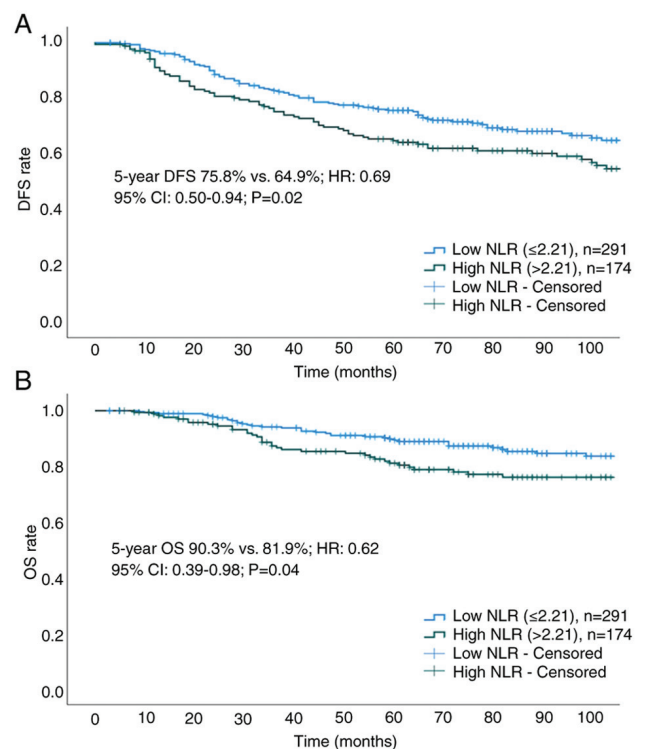 A
1.0
0.8
0.6
0.4
0.2
0.0
DFS rate
5-year DFS 75.8% vs. 64.9%; HR: 0.69
95% CI: 0.50-0.94; P=0.02
Low NLR (≤2.21), n=291
High NLR (>2.21), n=174
Low NLR - Censored
High NLR - Censored
0 10 20 30 40 50 60 70 80 90 100
Time (months)
B
1.0
0.8
0.6
0.4
0.2
0.0
OS rate
5-year OS 90.3% vs. 81.9%; HR: 0.62
95% CI: 0.39-0.98; P=0.04
Low NLR (≤2.21), n=291
High NLR (>2.21), n=174
Low NLR - Censored
High NLR - Censored
0 10 20 30 40 50 60 70 80 90 100
Time (months)